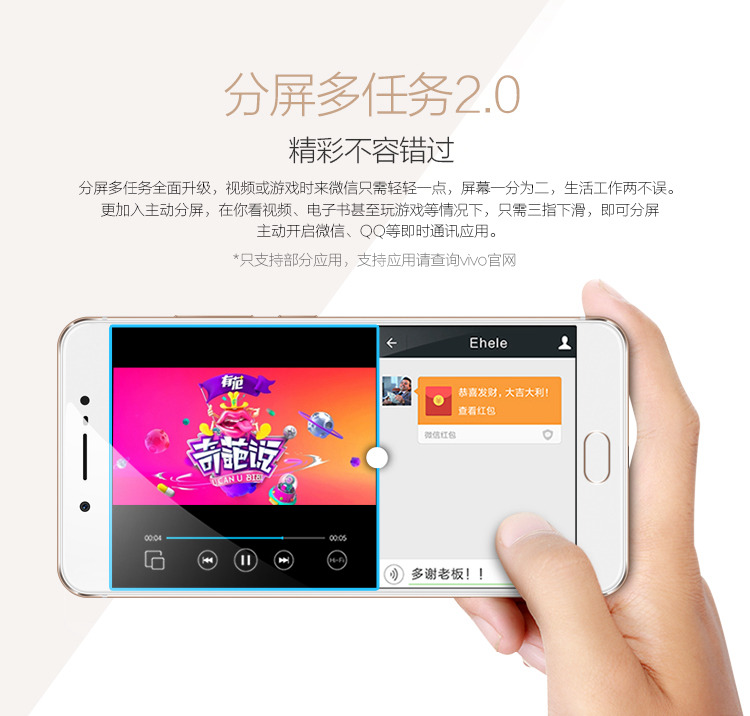 分屏多任务2.0
精彩不容错过
分屏多任务全面升级，视频或游戏时来微信只需轻轻一点，屏幕一分为二，生活工作两不误。
更加入主动分屏，在你看视频、电子书甚至玩游戏等情况下，只需三指下滑，即可分屏
主动开启微信、QQ等即时通讯应用。
*只支持部分应用，支持应用请查询vivo官网
Ehele
有范
恭喜发财，大吉大利！
查看红包
微信红包
奇葩说
U CAN U BIBI
00:04
00:05
Hi-Fi
多谢老板！！